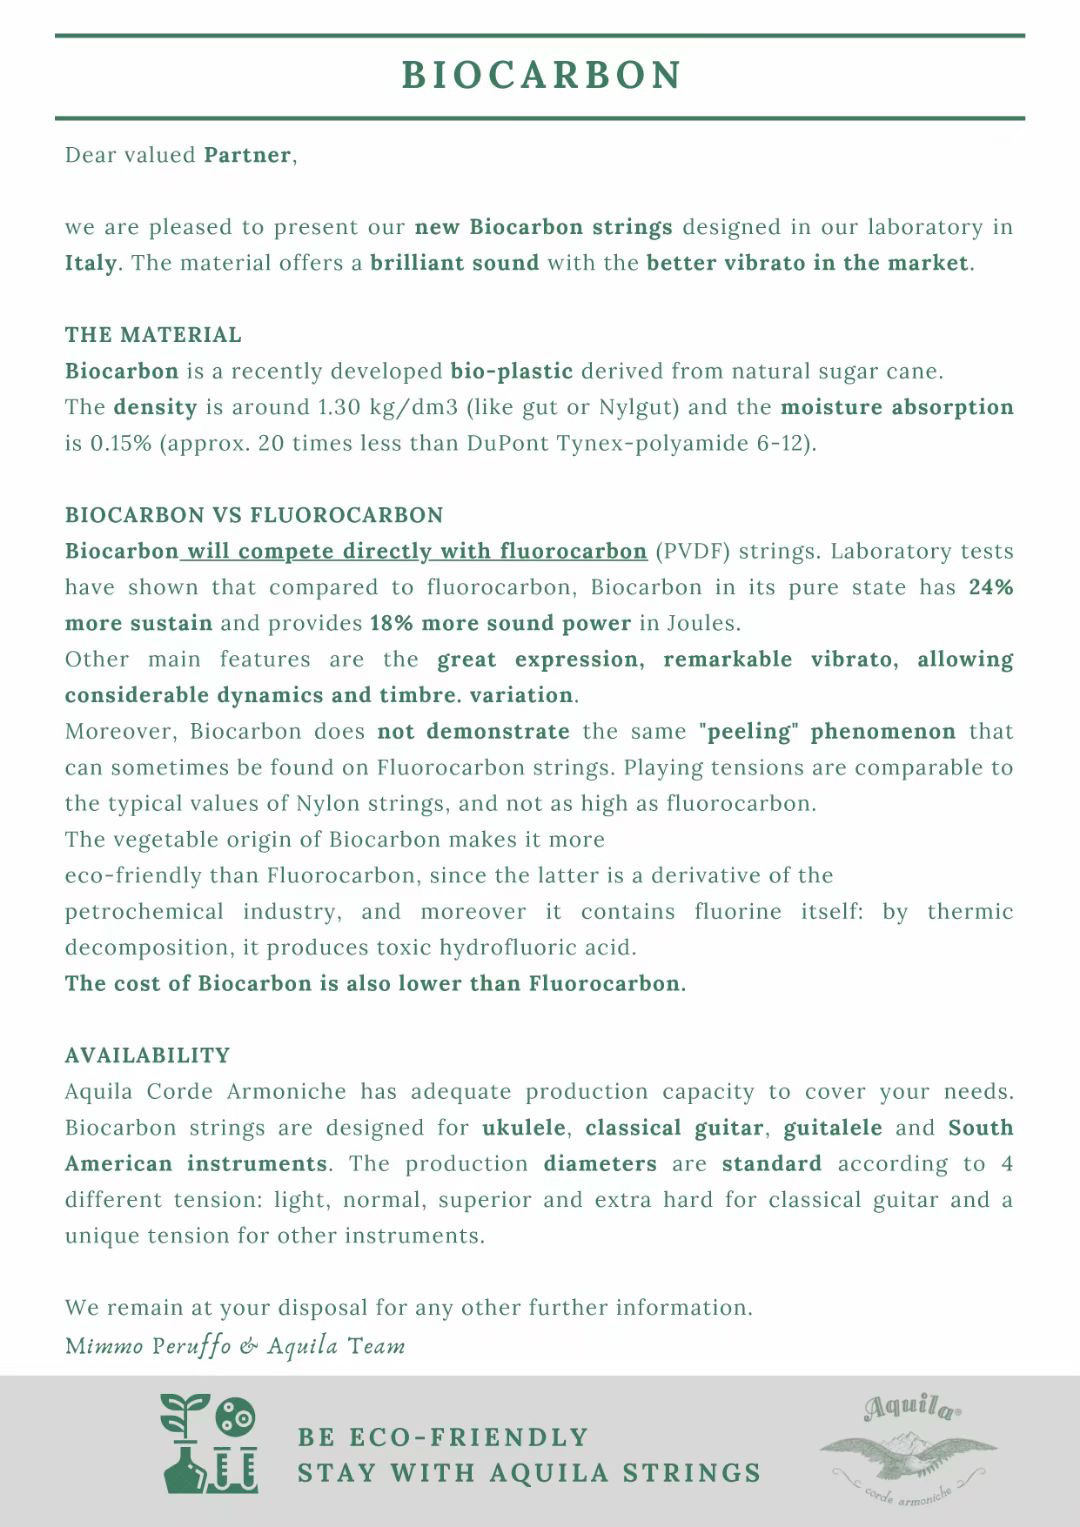 BIOCARBON
Dear valued Partner,
we are pleased to present our new Biocarbon strings designed in our laboratory in
Italy. The material offers a brilliant sound with the better vibrato in the market.
THE MATERIAL
Biocarbon is a recently developed bio-plastic derived from natural sugar cane.
The density is around 1.30 kg/dm3 (like gut or Nylgut) and the moisture absorption
is 0.15% (approx. 20 times less than DuPont Tynex-polyamide 6-12).
BIOCARBON VS FLUOROCARBON
Biocarbon will compete directly with fluorocarbon (PVDF) strings. Laboratory tests
have shown that compared to fluorocarbon, Biocarbon in its pure state has 24%
more sustain and provides 18% more sound power in Joules.
Other main features are the great expression, remarkable vibrato, allowing
considerable dynamics and timbre. variation.
Moreover, Biocarbon does not demonstrate the same "peeling" phenomenon that
can sometimes be found on Fluorocarbon strings. Playing tensions are comparable to
the typical values of Nylon strings, and not as high as fluorocarbon.
The vegetable origin of Biocarbon makes it more
eco-friendly than Fluorocarbon, since the latter is a derivative of the
petrochemical industry, and moreover it contains fluorine itself: by thermic
decomposition, it produces toxic hydrofluoric acid.
The cost of Biocarbon is also lower than Fluorocarbon.
AVAILABILITY
Aquila Corde Armoniche has adequate production capacity to cover your needs.
Biocarbon strings are designed for ukulele, classical guitar, guitalele and South
American instruments. The production diameters are standard according to 4
different tension: light, normal, superior and extra hard for classical guitar and a
unique tension for other instruments.
We remain at your disposal for any other further information.
Mimmo Peruffo & Aquila Team
BE ECO-FRIENDLY
STAY WITH AQUILA STRINGS
Aquila®
corde armoniche